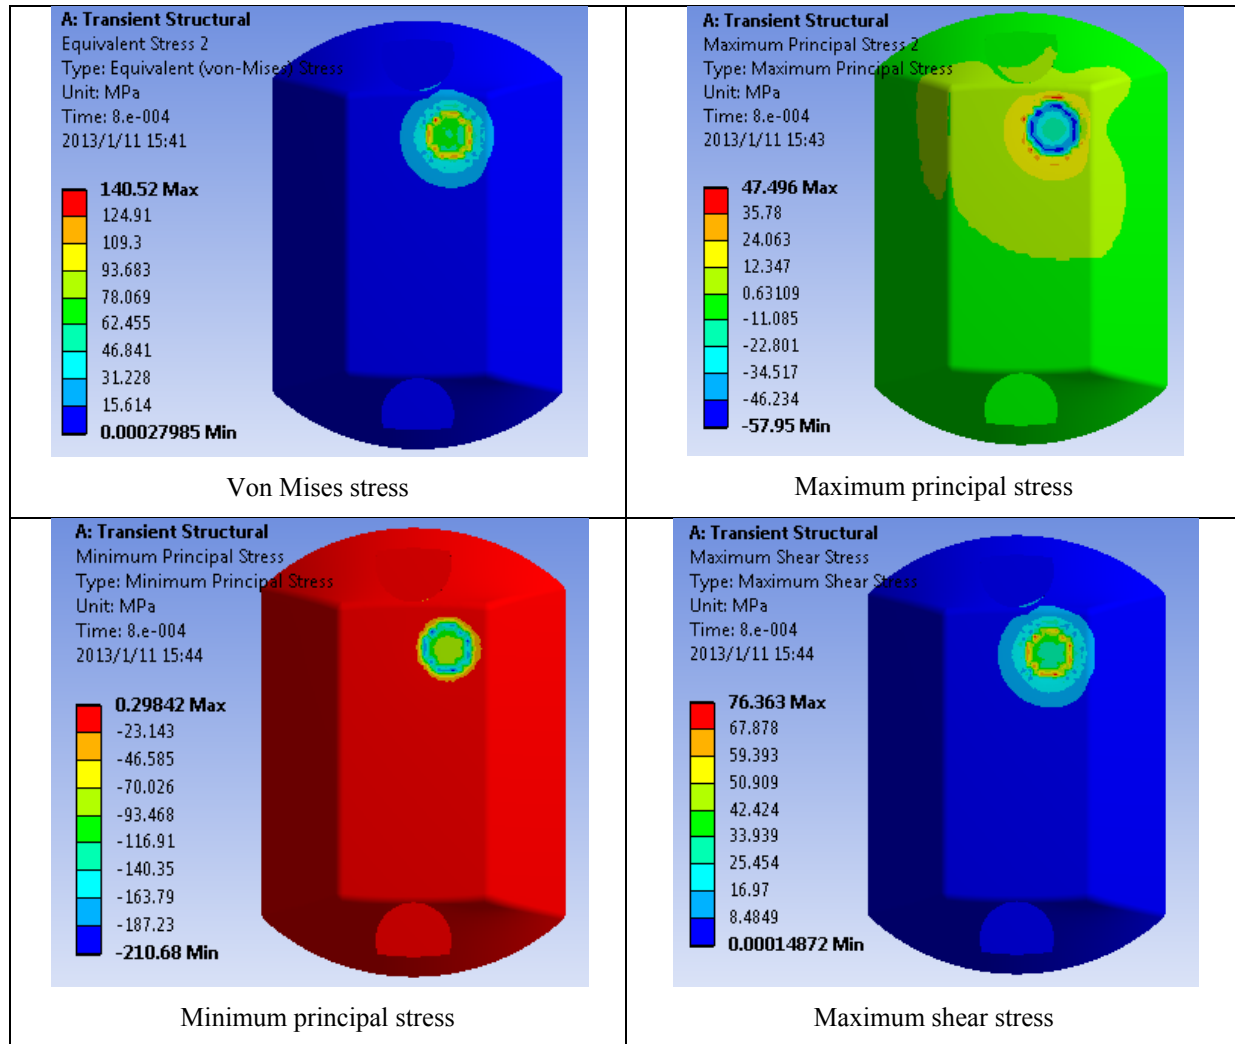 A: Transient Structural
Equivalent Stress 2
Type: Equivalent (von-Mises) Stress
Unit: MPa
Time: 8.e-004
2013/1/11 15:41
140.52 Max
124.91
109.3
93.683
78.069
62.455
46.841
31.228
15.614
0.00027985 Min
Von Mises stress
A: Transient Structural
Maximum Principal Stress 2
Type: Maximum Principal Stress
Unit: MPa
Time: 8.e-004
2013/1/11 15:43
47.496 Max
35.78
24.063
12.347
0.63109
-11.085
-22.801
-34.517
-46.234
-57.95 Min
Maximum principal stress
A: Transient Structural
Minimum Principal Stress
Type: Minimum Principal Stress
Unit: MPa
Time: 8.e-004
2013/1/11 15:44
0.29842 Max
-23.143
-46.585
-70.026
-93.468
-116.91
-140.35
-163.79
-187.23
-210.68 Min
Minimum principal stress
A: Transient Structural
Maximum Shear Stress
Type: Maximum Shear Stress
Unit: MPa
Time: 8.e-004
2013/1/11 15:44
76.363 Max
67.878
59.393
50.909
42.424
33.939
25.454
16.97
8.4849
0.00014872 Min
Maximum shear stress